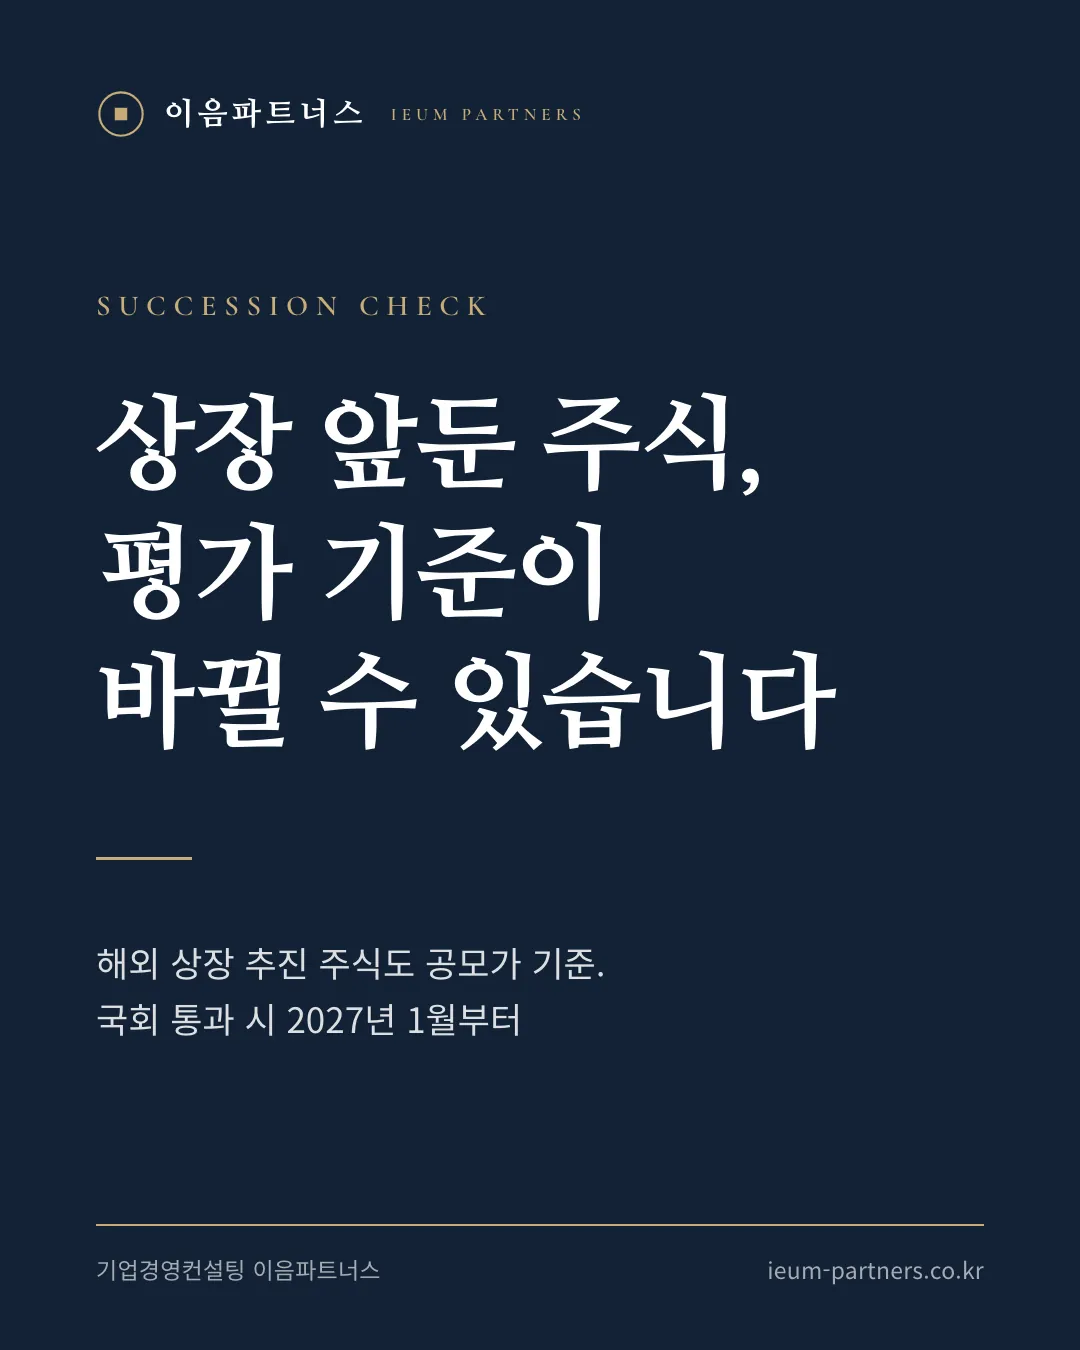 이음파트너스 IEUM PARTNERS
SUCCESSION CHECK
상장 앞둔 주식,
평가 기준이
바뀔 수 있습니다
해외 상장 추진 주식도 공모가 기준.
국회 통과 시 2027년 1월부터
기업경영컨설팅 이음파트너스 ieum-partners.co.kr